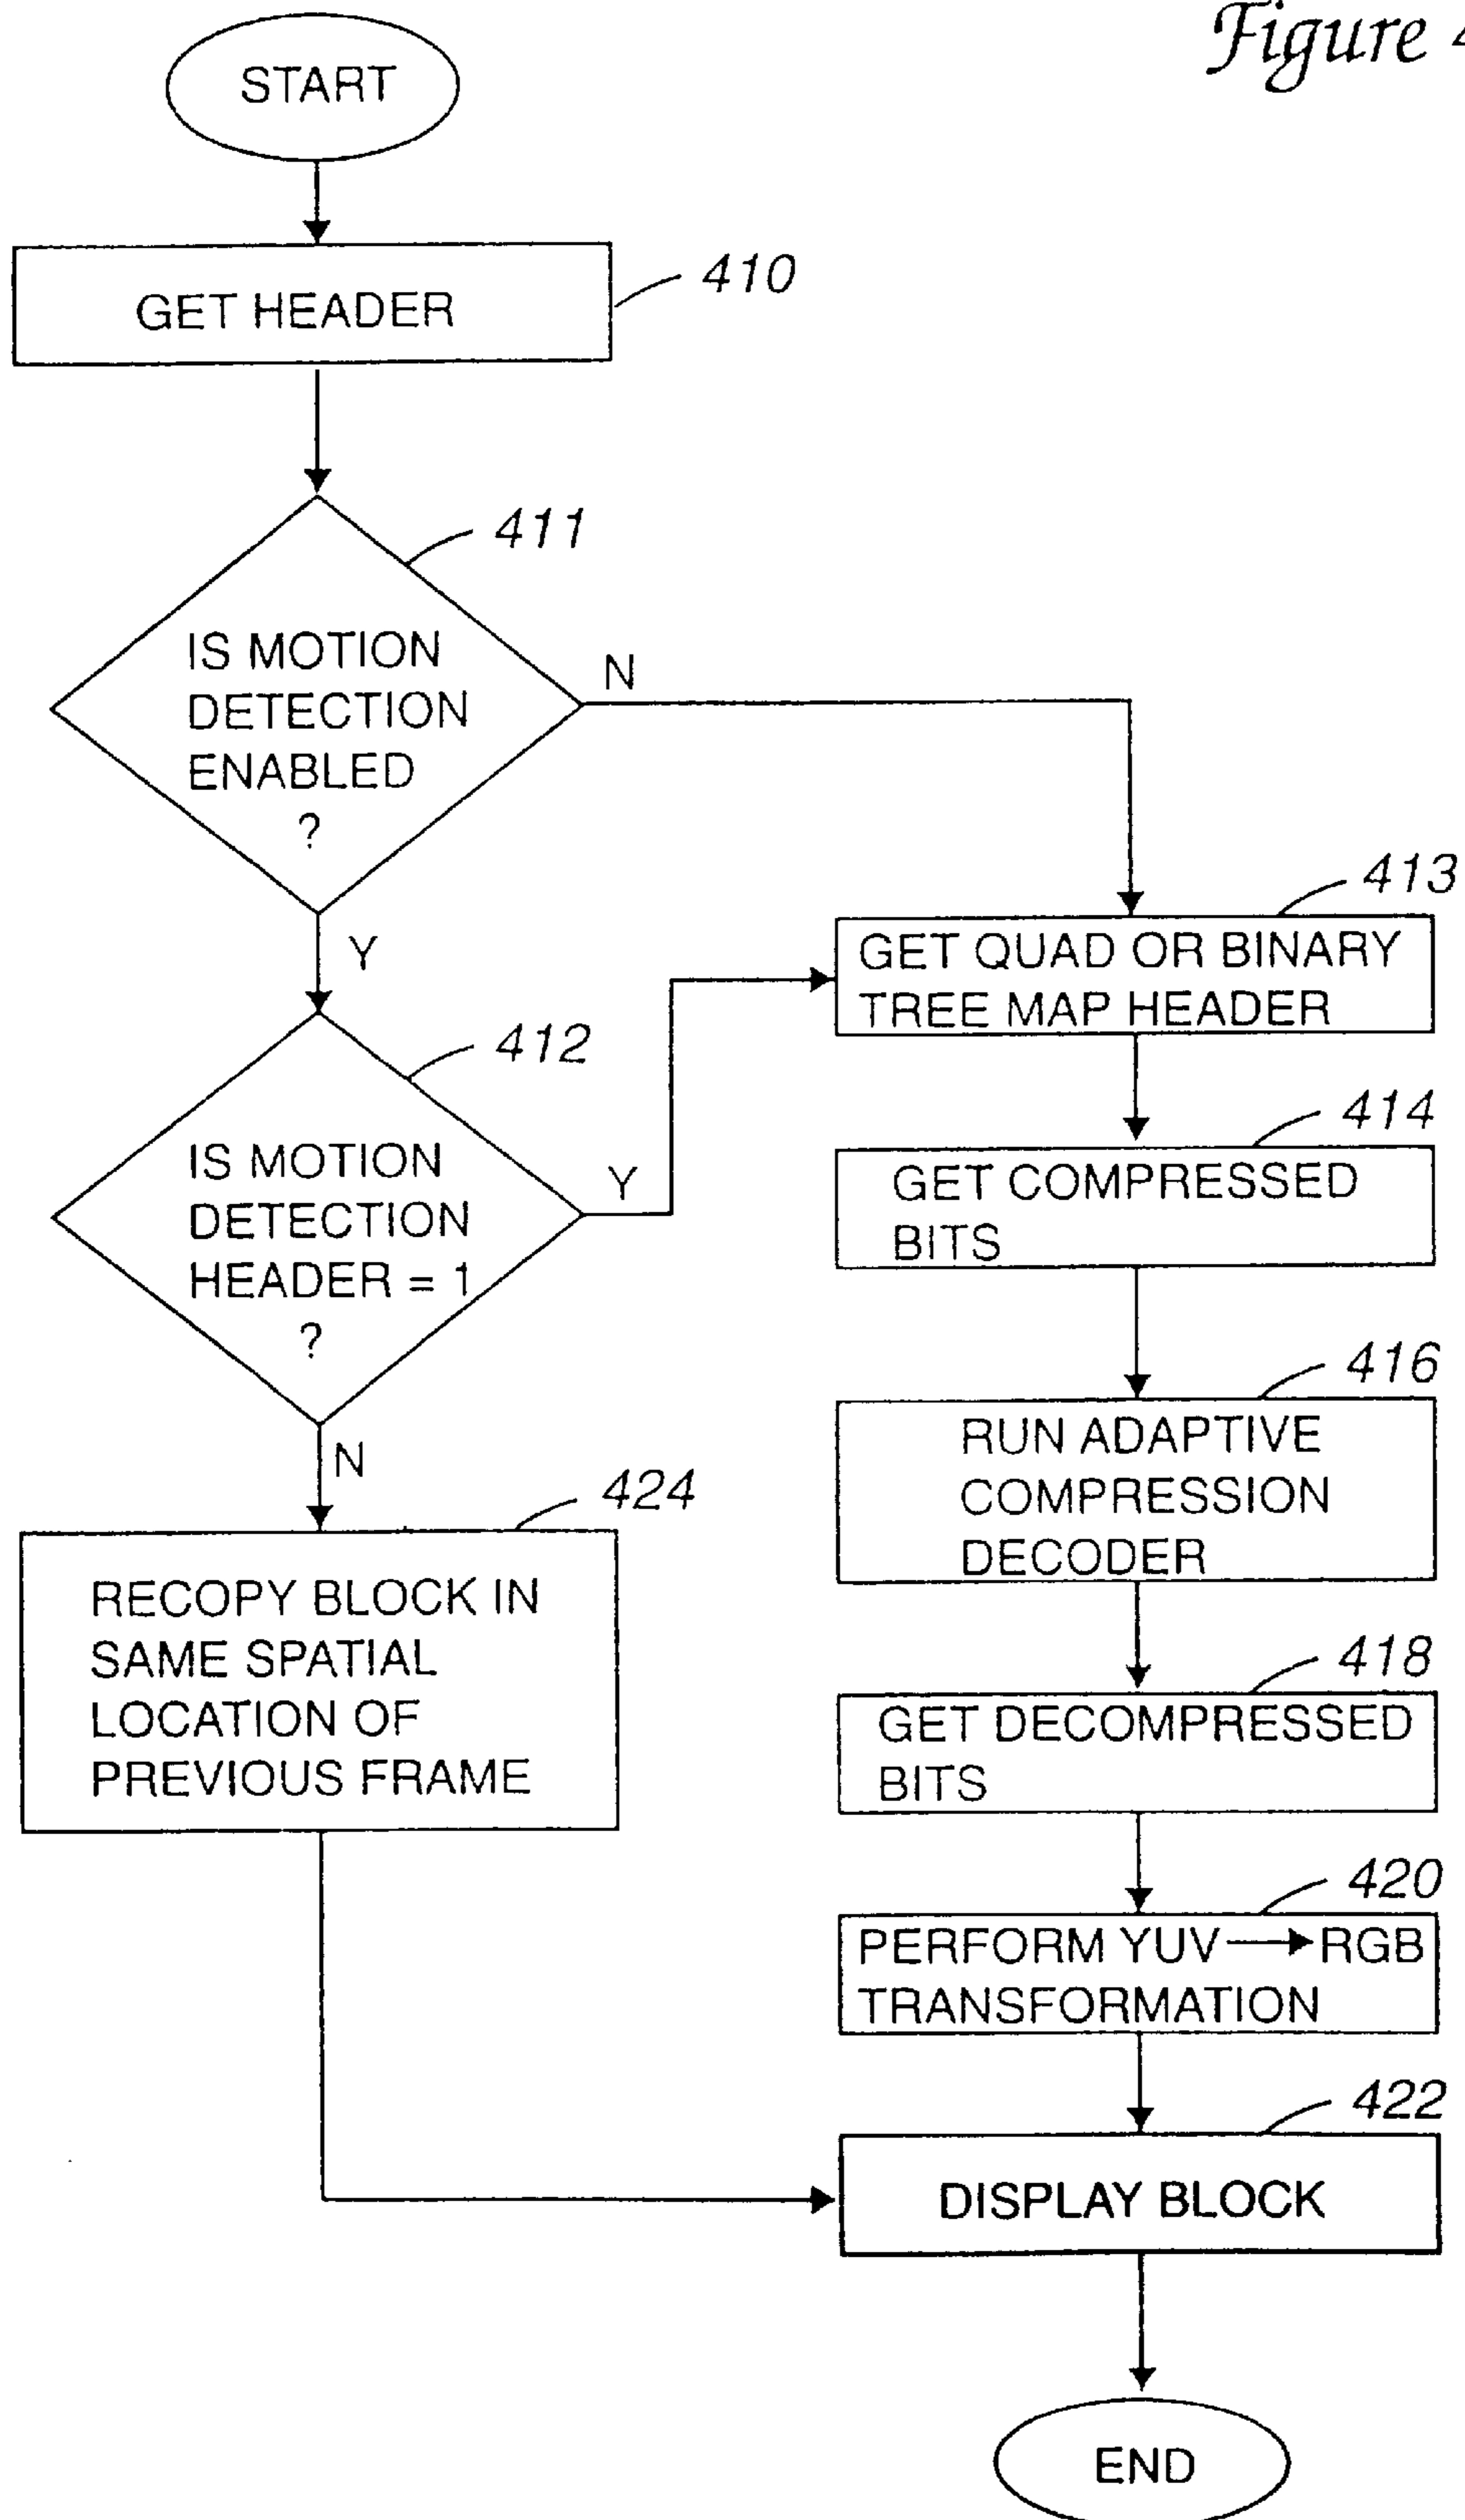 Figure 4
START
GET HEADER
410
411
IS MOTION
DETECTION
ENABLED
?
N
Y
412
IS MOTION
DETECTION
HEADER = 1
?
Y
N
424
RECOPY BLOCK IN
SAME SPATIAL
LOCATION OF
PREVIOUS FRAME
413
GET QUAD OR BINARY
TREE MAP HEADER
414
GET COMPRESSED
BITS
416
RUN ADAPTIVE
COMPRESSION
DECODER
418
GET DECOMPRESSED
BITS
420
PERFORM YUV → RGB
TRANSFORMATION
422
DISPLAY BLOCK
END